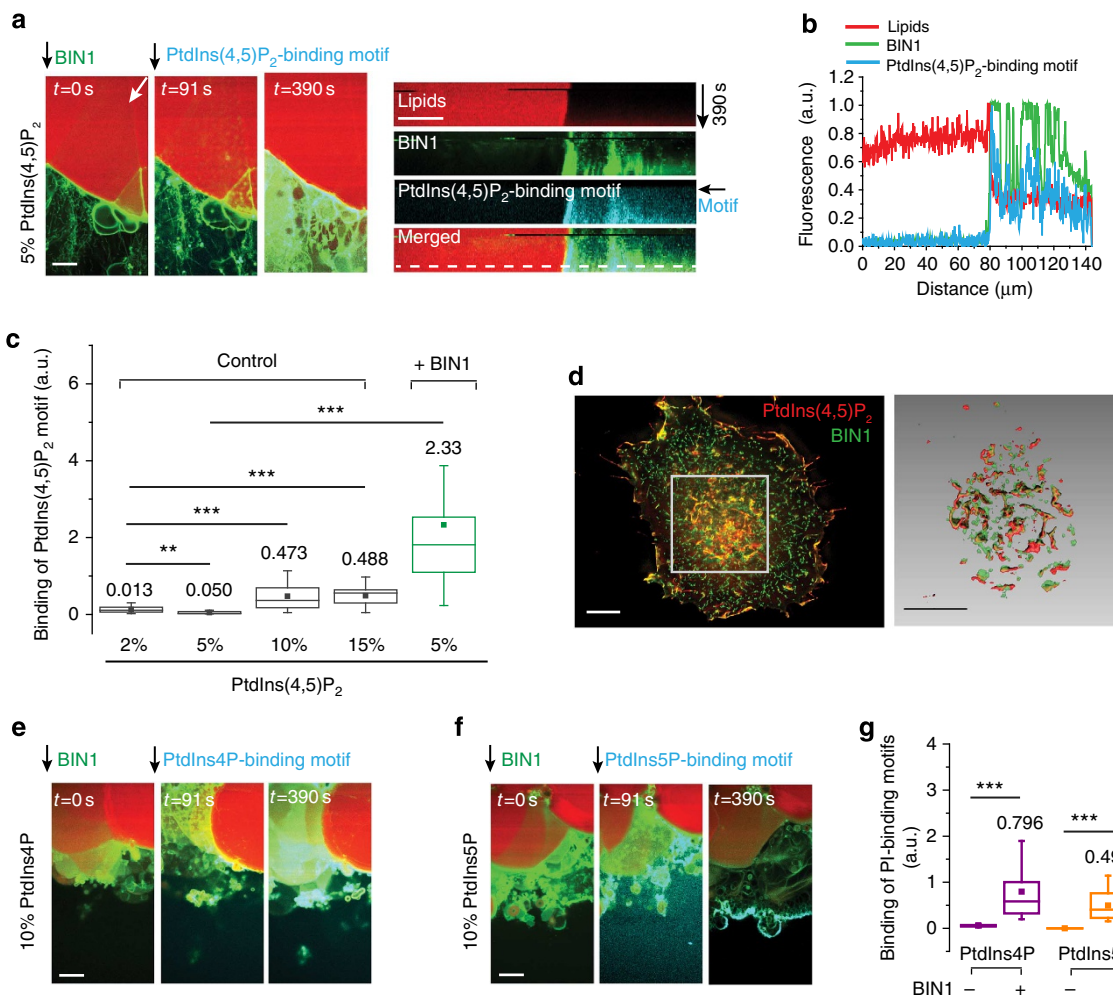 a
BIN1
PtdIns(4,5)P2-binding motif
t=0 s
t=91 s
t=390 s
5% PtdIns(4,5)P2
Lipids
BIN1
PtdIns(4,5)P2-binding motif
Merged
390 s
Motif
b
Lipids
BIN1
PtdIns(4,5)P2-binding motif
Fluorescence (a.u.)
1.2
1.0
0.8
0.6
0.4
0.2
0.0
0 20 40 60 80 100 120 140
Distance (μm)
c
Binding of PtdIns(4,5)P2 motif (a.u.)
Control
+ BIN1
6
4
2
0
***
***
***
**
2.33
0.473
0.488
0.013
0.050
2% 5% 10% 15% 5%
PtdIns(4,5)P2
d
PtdIns(4,5)P2
BIN1
e
BIN1
PtdIns4P-binding motif
t=0 s
t=91 s
t=390 s
10% PtdIns4P
f
BIN1
PtdIns5P-binding motif
t=0 s
t=91 s
t=390 s
10% PtdIns5P
g
Binding of PI-binding motifs
(a.u.)
4
3
2
1
0
***
***
0.796
0.49
PtdIns4P
PtdIns5
BIN1 – + –